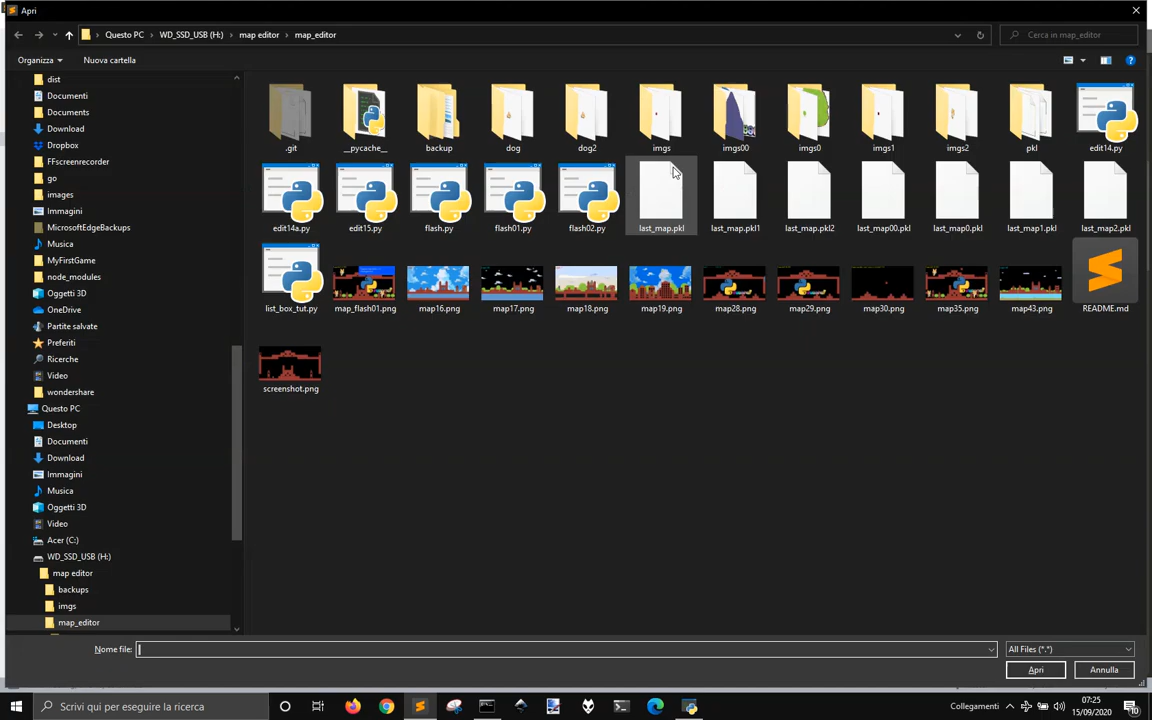 Apri
Questo PC > WD_SSD_USB (H:) > map editor > map_editor
Cerca in map_editor
Organizza
Nuova cartella
dist
Documenti
Documents
Download
Dropbox
FFscreenrecorder
go
images
Immagini
MicrosoftEdgeBackups
Musica
MyFirstGame
node_modules
Oggetti 3D
OneDrive
Partite salvate
Preferiti
Ricerche
Video
wondershare
Questo PC
Desktop
Documenti
Download
Immagini
Musica
Oggetti 3D
Video
Acer (C:)
WD_SSD_USB (H:)
map editor
backups
imgs
map_editor
.git
__pycache__
backup
dog
dog2
imgs
imgs00
imgs0
imgs1
imgs2
pkl
edit14.py
edit14a.py
edit15.py
flash.py
flash01.py
flash02.py
last_map.pkl
last_map.pkl1
last_map.pkl2
last_map00.pkl
last_map0.pkl
last_map1.pkl
last_map2.pkl
list_box_tut.py
map_flash01.png
map16.png
map17.png
map18.png
map19.png
map28.png
map29.png
map30.png
map35.png
map43.png
README.md
screenshot.png
Nome file:
All Files (*.*)
Apri
Annulla
Scrivi qui per eseguire la ricerca
Collegamenti
07:25
15/09/2020
10